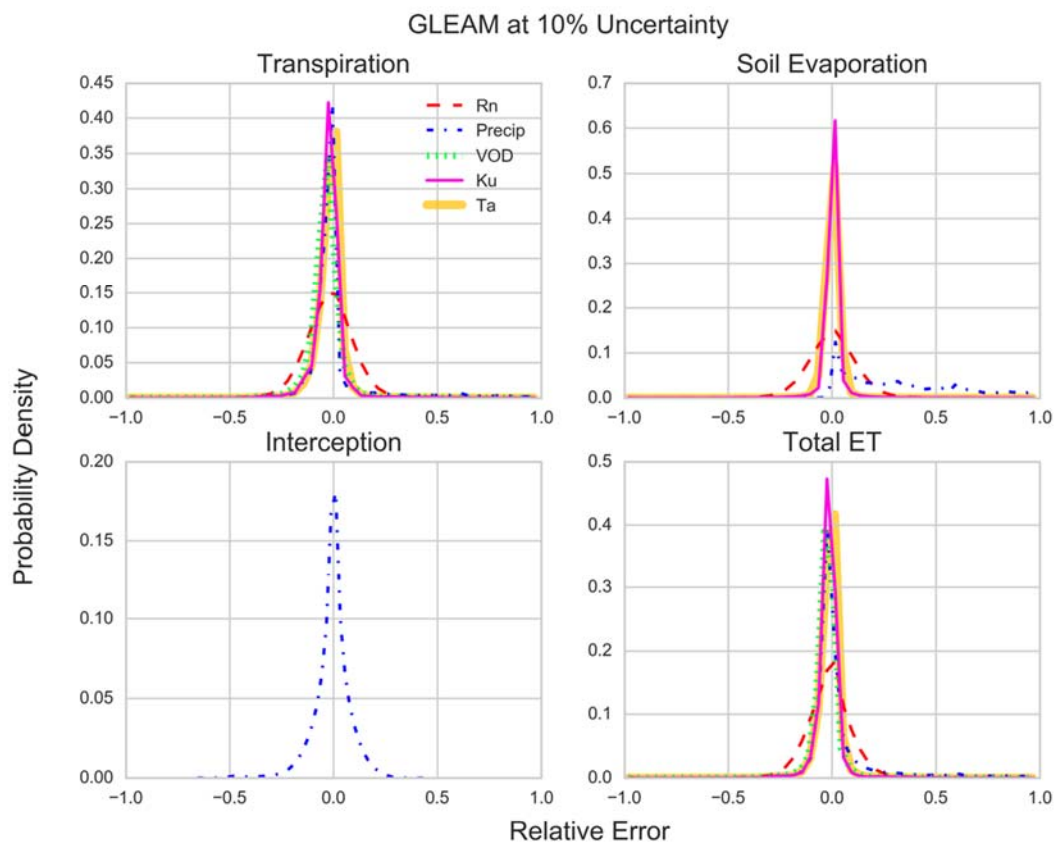 GLEAM at 10% Uncertainty
Transpiration
0.45
0.40
0.35
0.30
0.25
0.20
0.15
0.10
0.05
0.00
−1.0 −0.5 0.0 0.5 1.0
Rn
Precip
VOD
Ku
Ta
Soil Evaporation
0.7
0.6
0.5
0.4
0.3
0.2
0.1
0.0
−1.0 −0.5 0.0 0.5 1.0
Probability Density
Interception
0.20
0.15
0.10
0.05
0.00
−1.0 −0.5 0.0 0.5 1.0
Total ET
0.5
0.4
0.3
0.2
0.1
0.0
−1.0 −0.5 0.0 0.5 1.0
Relative Error